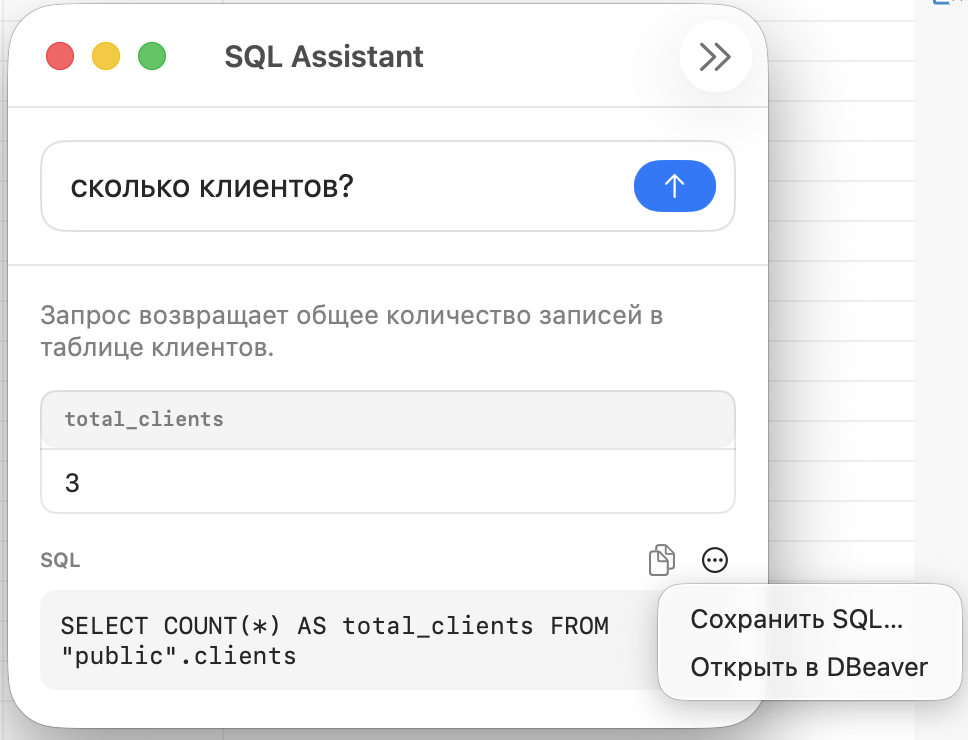 SQL Assistant
сколько клиентов?
Запрос возвращает общее количество записей в
таблице клиентов.
total_clients
3
SQL
SELECT COUNT(*) AS total_clients FROM
"public".clients
Сохранить SQL...
Открыть в DBeaver